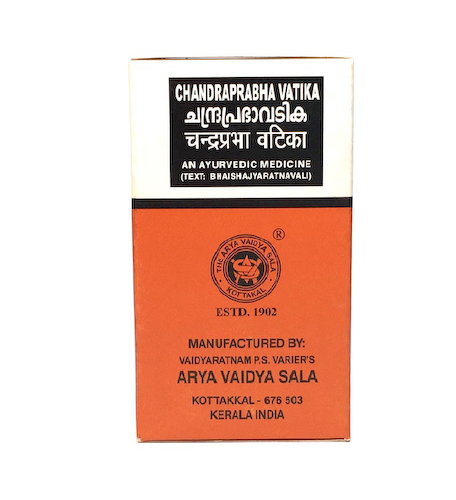 CHANDRAPRABHA VATIKA
ചന്ദ്രപ്രഭാവടിക
चन्द्रप्रभा वटिका
AN AYURVEDIC MEDICINE
(TEXT: BHAISHAJYARATNAVALI)
®
THE ARYA VAIDYA SALA
KOTTAKAL
ESTD. 1902
MANUFACTURED BY:
VAIDYARATNAM P.S. VARIER'S
ARYA VAIDYA SALA
KOTTAKKAL - 676 503
KERALA INDIA